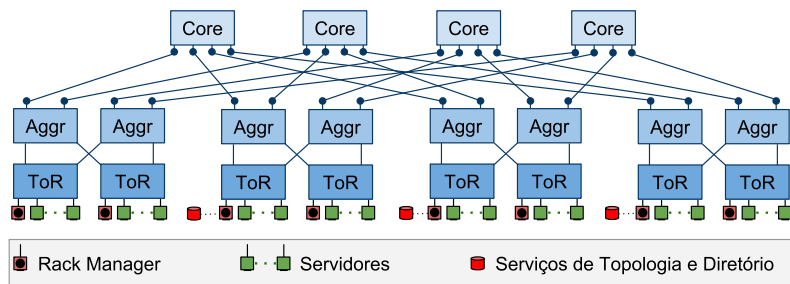 Core Core Core Core
Aggr Aggr Aggr Aggr Aggr Aggr Aggr Aggr
ToR ToR ToR ToR ToR ToR ToR ToR
Rack Manager Servidores Serviços de Topologia e Diretório